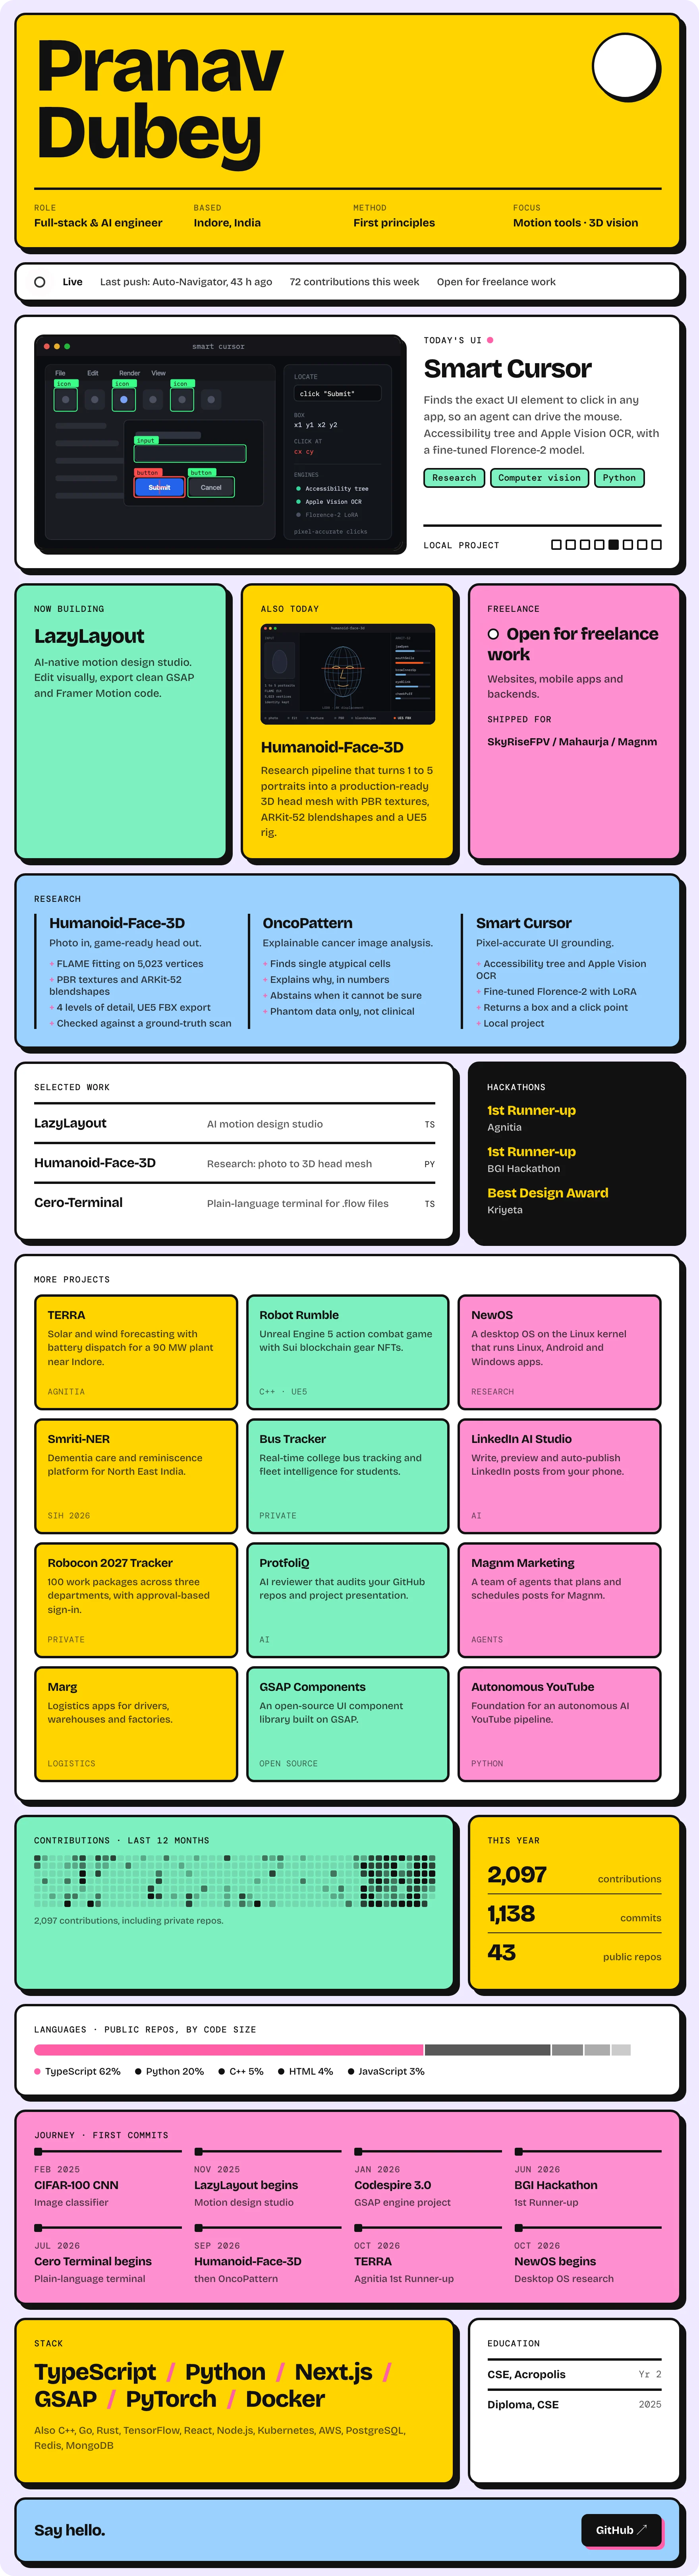 Pranav
Dubey
ROLE
Full-stack & AI engineer
BASED
Indore, India
METHOD
First principles
FOCUS
Motion tools · 3D vision
Live
Last push: Auto-Navigator, 43 h ago
72 contributions this week
Open for freelance work
smart cursor
File Edit Render View
icon icon icon
input
button button
Submit Cancel
LOCATE
click "Submit"
BOX
x1 y1 x2 y2
CLICK AT
cx cy
ENGINES
Accessibility tree
Apple Vision OCR
Florence-2 LoRA
pixel-accurate clicks
TODAY'S UI
Smart Cursor
Finds the exact UI element to click in any
app, so an agent can drive the mouse.
Accessibility tree and Apple Vision OCR, with
a fine-tuned Florence-2 model.
Research Computer vision Python
LOCAL PROJECT
NOW BUILDING
LazyLayout
AI-native motion design studio.
Edit visually, export clean GSAP
and Framer Motion code.
ALSO TODAY
Humanoid-Face-3D
Humanoid-Face-3D
Research pipeline that turns 1 to 5
portraits into a production-ready
3D head mesh with PBR textures,
ARKit-52 blendshapes and a UE5
rig.
FREELANCE
Open for freelance
work
Websites, mobile apps and
backends.
SHIPPED FOR
SkyRiseFPV / Mahaurja / Magnm
RESEARCH
Humanoid-Face-3D
Photo in, game-ready head out.
+ FLAME fitting on 5,023 vertices
+ PBR textures and ARKit-52
blendshapes
+ 4 levels of detail, UE5 FBX export
+ Checked against a ground-truth scan
OncoPattern
Explainable cancer image analysis.
+ Finds single atypical cells
+ Explains why, in numbers
+ Abstains when it cannot be sure
+ Phantom data only, not clinical
Smart Cursor
Pixel-accurate UI grounding.
+ Accessibility tree and Apple Vision
OCR
+ Fine-tuned Florence-2 with LoRA
+ Returns a box and a click point
+ Local project
SELECTED WORK
LazyLayout AI motion design studio TS
Humanoid-Face-3D Research: photo to 3D head mesh PY
Cero-Terminal Plain-language terminal for .flow files TS
HACKATHONS
1st Runner-up
Agnitia
1st Runner-up
BGI Hackathon
Best Design Award
Kriyeta
MORE PROJECTS
TERRA
Solar and wind forecasting with
battery dispatch for a 90 MW plant
near Indore.
AGNITIA
Robot Rumble
Unreal Engine 5 action combat game
with Sui blockchain gear NFTs.
C++ · UE5
NewOS
A desktop OS on the Linux kernel
that runs Linux, Android and
Windows apps.
RESEARCH
Smriti-NER
Dementia care and reminiscence
platform for North East India.
SIH 2026
Bus Tracker
Real-time college bus tracking and
fleet intelligence for students.
PRIVATE
LinkedIn AI Studio
Write, preview and auto-publish
LinkedIn posts from your phone.
AI
Robocon 2027 Tracker
100 work packages across three
departments, with approval-based
sign-in.
PRIVATE
ProtfoliQ
AI reviewer that audits your GitHub
repos and project presentation.
AI
Magnm Marketing
A team of agents that plans and
schedules posts for Magnm.
AGENTS
Marg
Logistics apps for drivers,
warehouses and factories.
LOGISTICS
GSAP Components
An open-source UI component
library built on GSAP.
OPEN SOURCE
Autonomous YouTube
Foundation for an autonomous AI
YouTube pipeline.
PYTHON
CONTRIBUTIONS · LAST 12 MONTHS
2,097 contributions, including private repos.
THIS YEAR
2,097 contributions
1,138 commits
43 public repos
LANGUAGES · PUBLIC REPOS, BY CODE SIZE
TypeScript 62% Python 20% C++ 5% HTML 4% JavaScript 3%
JOURNEY · FIRST COMMITS
FEB 2025
CIFAR-100 CNN
Image classifier
NOV 2025
LazyLayout begins
Motion design studio
JAN 2026
Codespire 3.0
GSAP engine project
JUN 2026
BGI Hackathon
1st Runner-up
JUL 2026
Cero Terminal begins
Plain-language terminal
SEP 2026
Humanoid-Face-3D
then OncoPattern
OCT 2026
TERRA
Agnitia 1st Runner-up
OCT 2026
NewOS begins
Desktop OS research
STACK
TypeScript / Python / Next.js /
GSAP / PyTorch / Docker
Also C++, Go, Rust, TensorFlow, React, Node.js, Kubernetes, AWS, PostgreSQL,
Redis, MongoDB
EDUCATION
CSE, Acropolis Yr 2
Diploma, CSE 2025
Say hello.
GitHub ↗